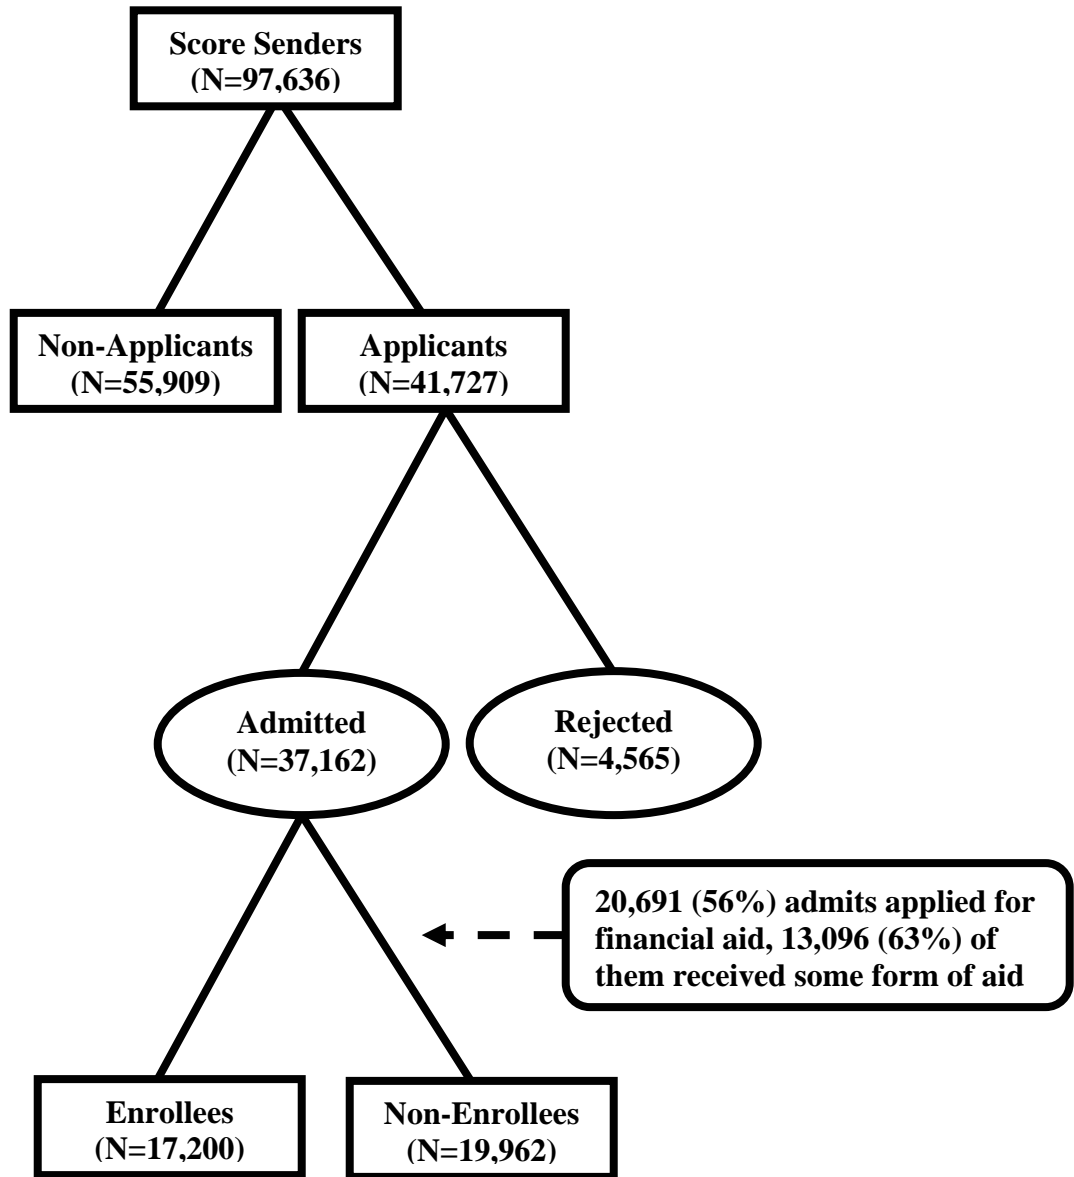 Score Senders
(N=97,636)
Non-Applicants
(N=55,909)
Applicants
(N=41,727)
Admitted
(N=37,162)
Rejected
(N=4,565)
20,691 (56%) admits applied for
financial aid, 13,096 (63%) of
them received some form of aid
Enrollees
(N=17,200)
Non-Enrollees
(N=19,962)